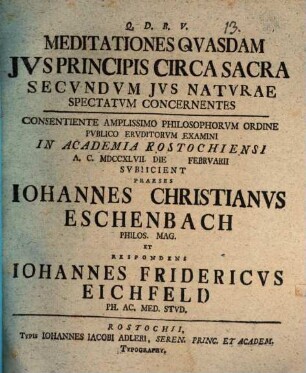 Q. D. B. V.
13.
MEDITATIONES QVASDAM
JVS PRINCIPIS CIRCA SACRA
SECVNDVM JVS NATVRAE
SPECTATVM CONCERNENTES
CONSENTIENTE AMPLISSIMO PHILOSOPHORVM ORDINE
PVBLICO ERVDITORVM EXAMINI
IN ACADEMIA ROSTOCHIENSI
A. C. MDCCXLVII. DIE FEBRVARII
SVBIICIENT
PRAESES
IOHANNES CHRISTIANVS
ESCHENBACH
PHILOS. MAG.
ET
RESPONDENS
IOHANNES FRIDERICVS
EICHFELD
PH. AC. MED. STVD,
ROSTOCHII,
TYPIS IOHANNIS IACOBI ADLERI, SEREN. PRINC. ET ACADEM.
TYPOGRAPHI,